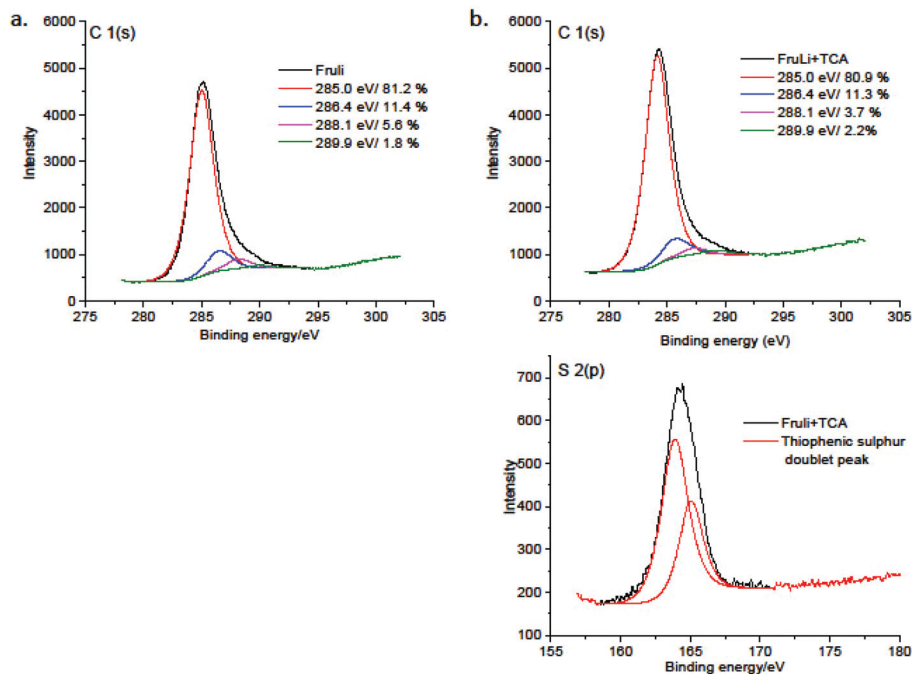 a.
C 1(s)
Fruli
285.0 eV/ 81.2 %
286.4 eV/ 11.4 %
288.1 eV/ 5.6 %
289.9 eV/ 1.8 %
Intensity
6000
5000
4000
3000
2000
1000
0
275 280 285 290 295 300 305
Binding energy/eV
b.
C 1(s)
FruLi+TCA
285.0 eV/ 80.9 %
286.4 eV/ 11.3 %
288.1 eV/ 3.7 %
289.9 eV/ 2.2%
Intensity
6000
5000
4000
3000
2000
1000
0
275 280 285 290 295 300 305
Binding energy (eV)
S 2(p)
Fruli+TCA
Thiophenic sulphur
doublet peak
Intensity
700
600
500
400
300
200
100
155 160 165 170 175 180
Binding energy/eV